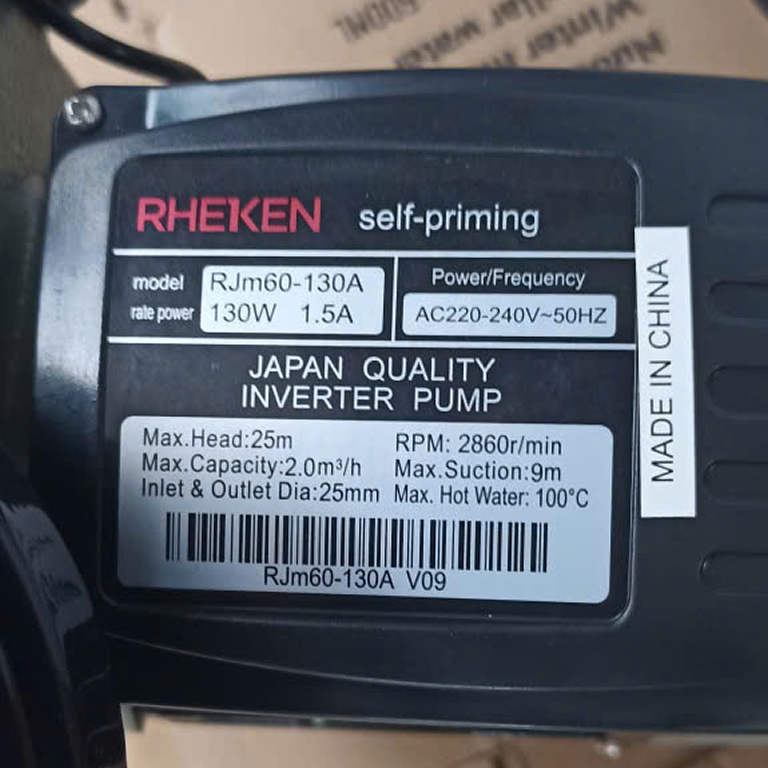 RHEKEN self-priming
model RJm60-130A
rate power 130W 1.5A
Power/Frequency
AC220-240V~50HZ
JAPAN QUALITY
INVERTER PUMP
Max.Head:25m RPM: 2860r/min
Max.Capacity:2.0m³/h Max.Suction:9m
Inlet & Outlet Dia:25mm Max. Hot Water: 100°C
RJm60-130A V09
MADE IN CHINA